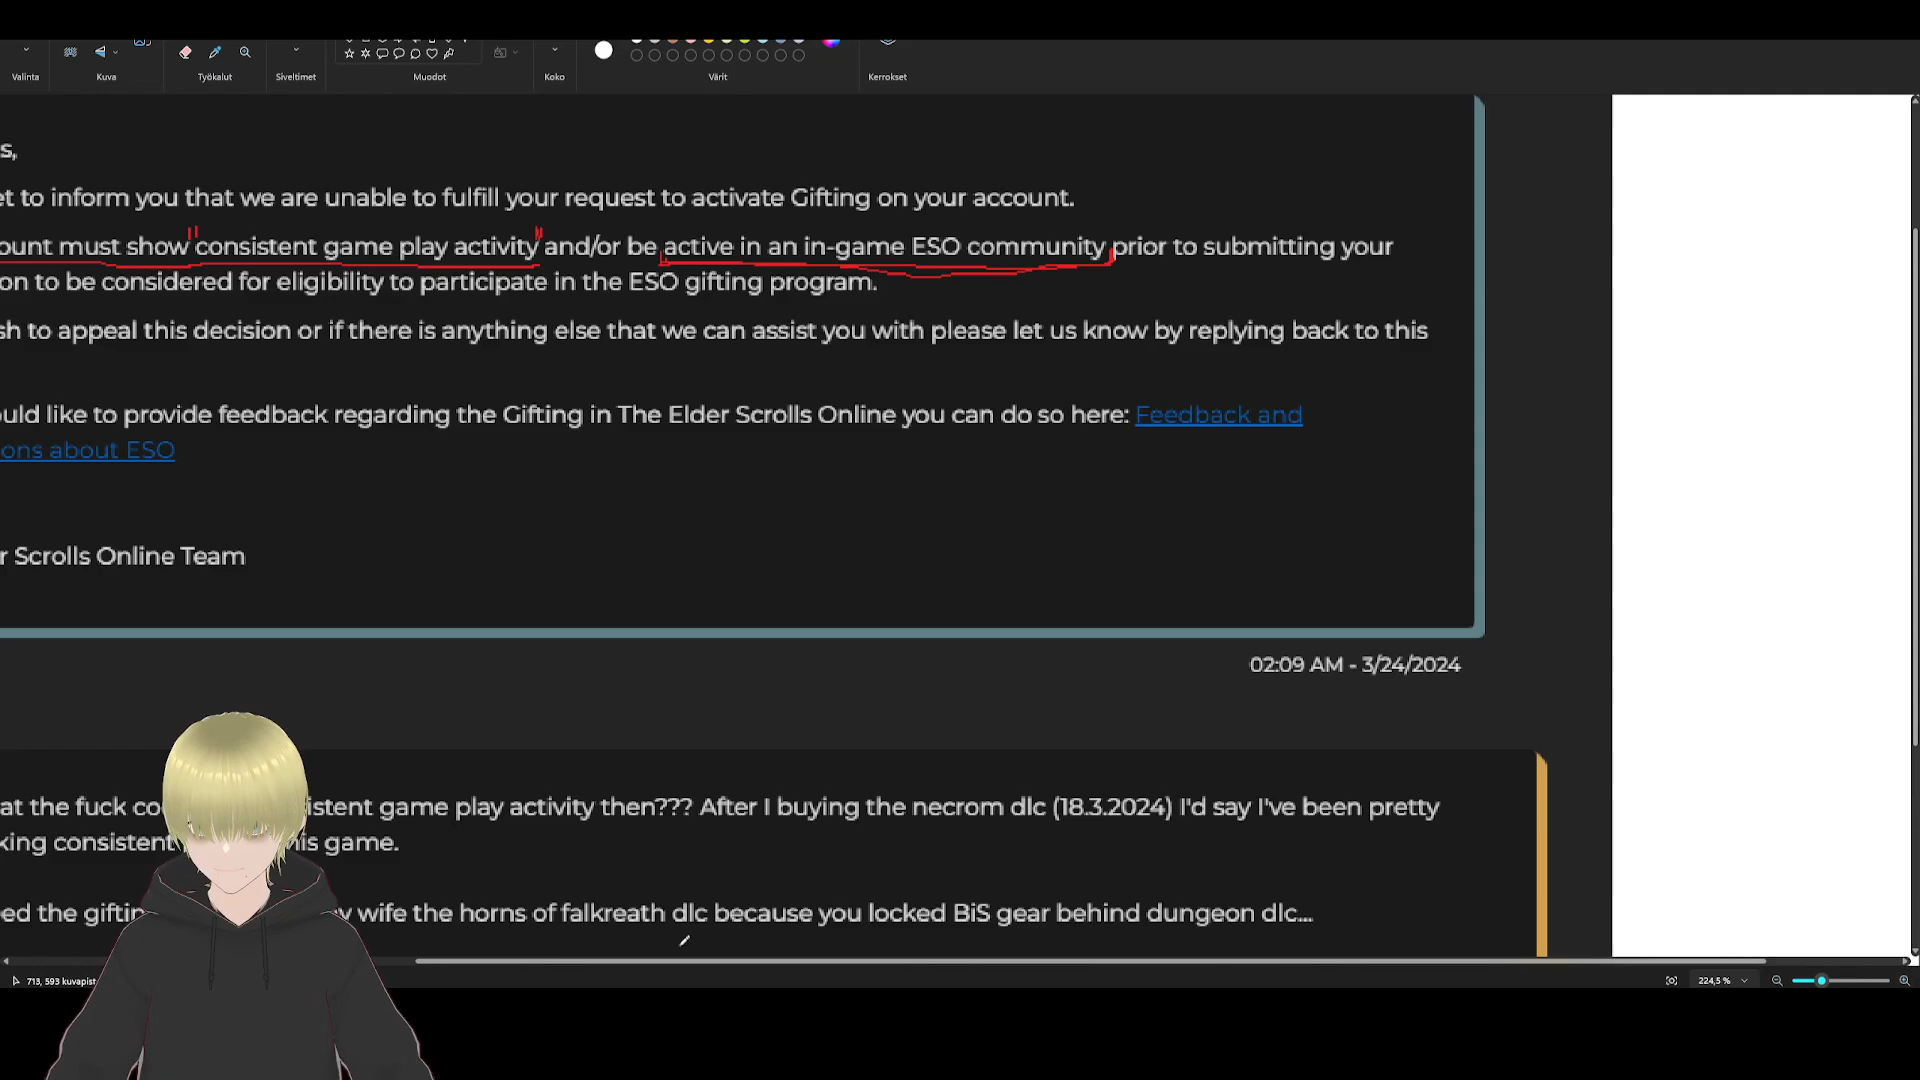 Valinta
Kuva
Työkalut
Siveltimet
Muodot
Koko
Värit
Kerrokset
s,
et to inform you that we are unable to fulfill your request to activate Gifting on your account.
ount must show "consistent game play activity" and/or be active in an in-game ESO community prior to submitting your
on to be considered for eligibility to participate in the ESO gifting program.
sh to appeal this decision or if there is anything else that we can assist you with please let us know by replying back to this
uld like to provide feedback regarding the Gifting in The Elder Scrolls Online you can do so here: Feedback and
ons about ESO
r Scrolls Online Team
02:09 AM - 3/24/2024
at the fuck co istent game play activity then??? After I buying the necrom dlc (18.3.2024) I'd say I've been pretty
king consistent his game.
ed the giftin y wife the horns of falkreath dlc because you locked BiS gear behind dungeon dlc...
713, 593 kuvapist
224,5 %